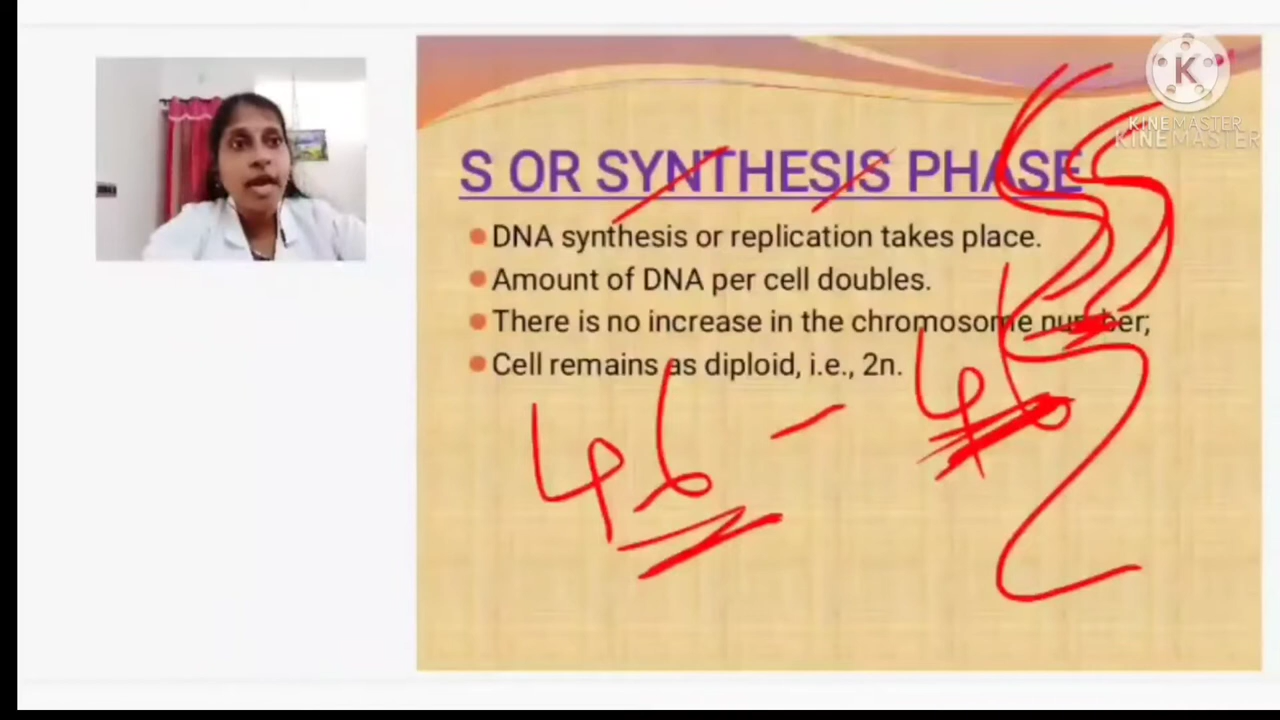 K
KINEMASTER
KINEMASTER
S OR SYNTHESIS PHASE
DNA synthesis or replication takes place.
Amount of DNA per cell doubles.
There is no increase in the chromosome number;
Cell remains as diploid, i.e., 2n.
46 - 46